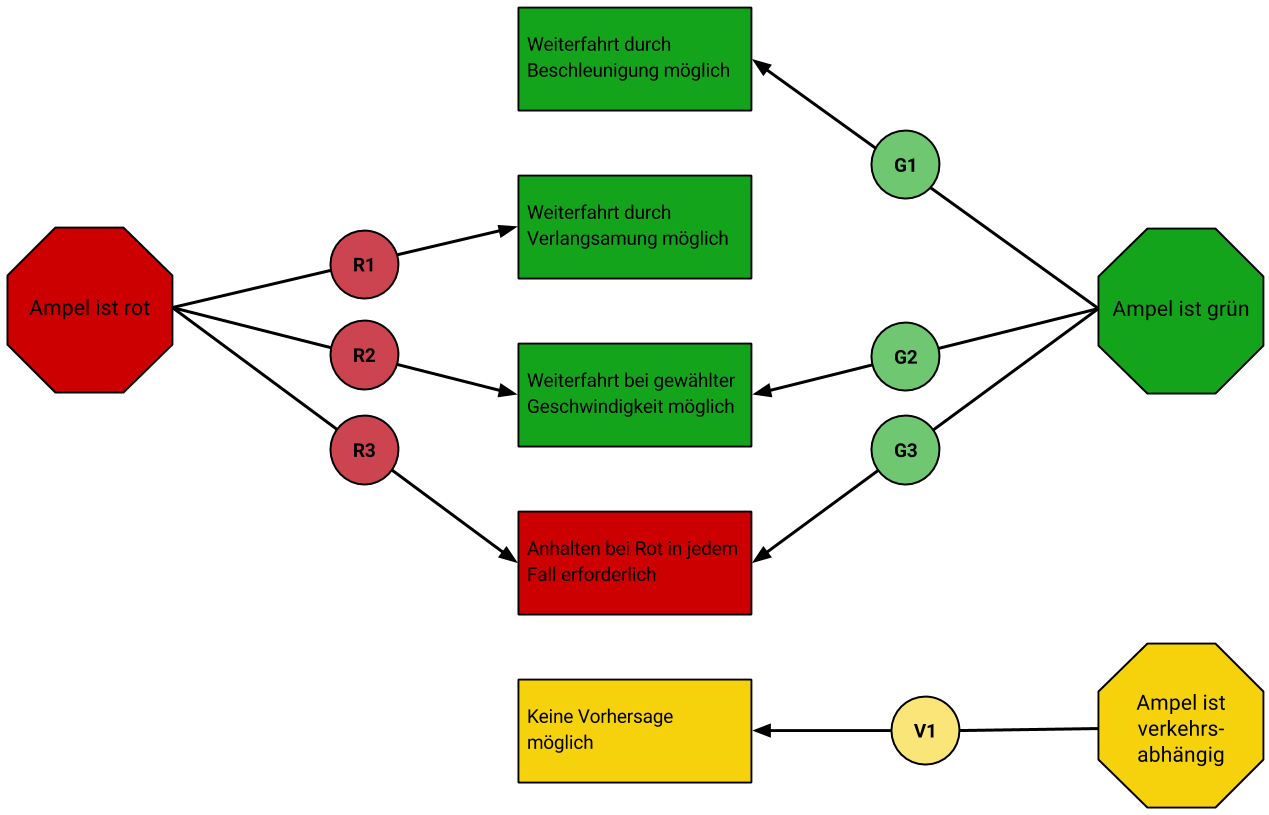 Weiterfahrt durch
Beschleunigung möglich
G1
Weiterfahrt durch
Verlangsamung möglich
R1
Ampel ist rot
Ampel ist grün
R2
G2
Weiterfahrt bei gewählter
Geschwindigkeit möglich
R3
G3
Anhalten bei Rot in jedem
Fall erforderlich
Keine Vorhersage
möglich
V1
Ampel ist
verkehrs-
abhängig